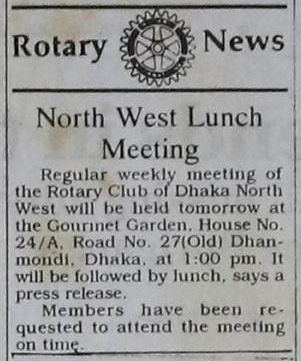 Rotary News
North West Lunch
Meeting
Regular weekly meeting of
the Rotary Club of Dhaka North
West will be held tomorrow at
the Gourmet Garden, House No.
24/A, Road No. 27(Old) Dhan-
mondi, Dhaka, at 1:00 pm. It
will be followed by lunch, says a
press release.
Members have been re-
quested to attend the meeting
on time.